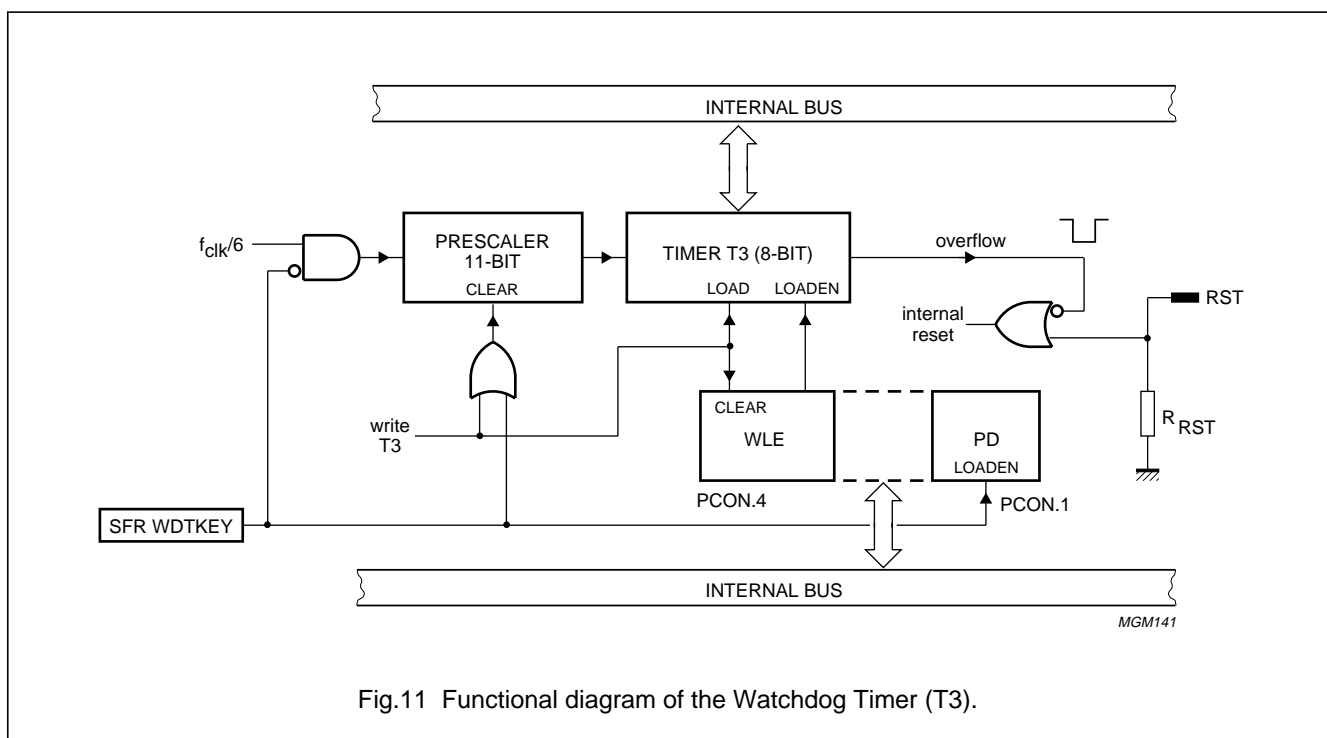 INTERNAL BUS
fclk/6
PRESCALER
11-BIT
CLEAR
TIMER T3 (8-BIT)
LOAD
LOADEN
overflow
internal
reset
RST
write
T3
CLEAR
WLE
PD
LOADEN
RRST
PCON.4
PCON.1
SFR WDTKEY
INTERNAL BUS
MGM141
Fig.11 Functional diagram of the Watchdog Timer (T3).